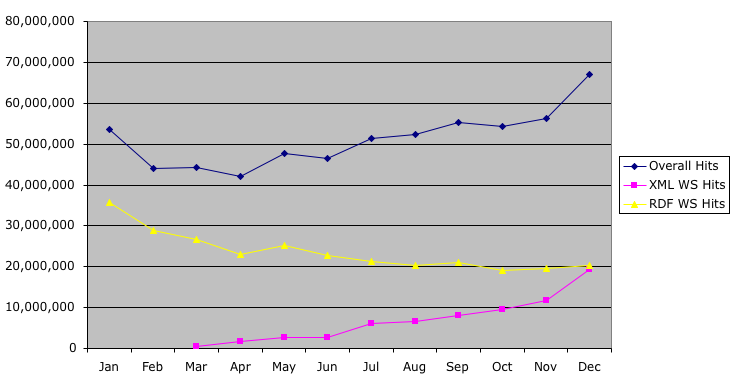 80,000,000
70,000,000
60,000,000
50,000,000
40,000,000
30,000,000
20,000,000
10,000,000
0
Jan Feb Mar Apr May Jun Jul Aug Sep Oct Nov Dec
Overall Hits
XML WS Hits
RDF WS Hits